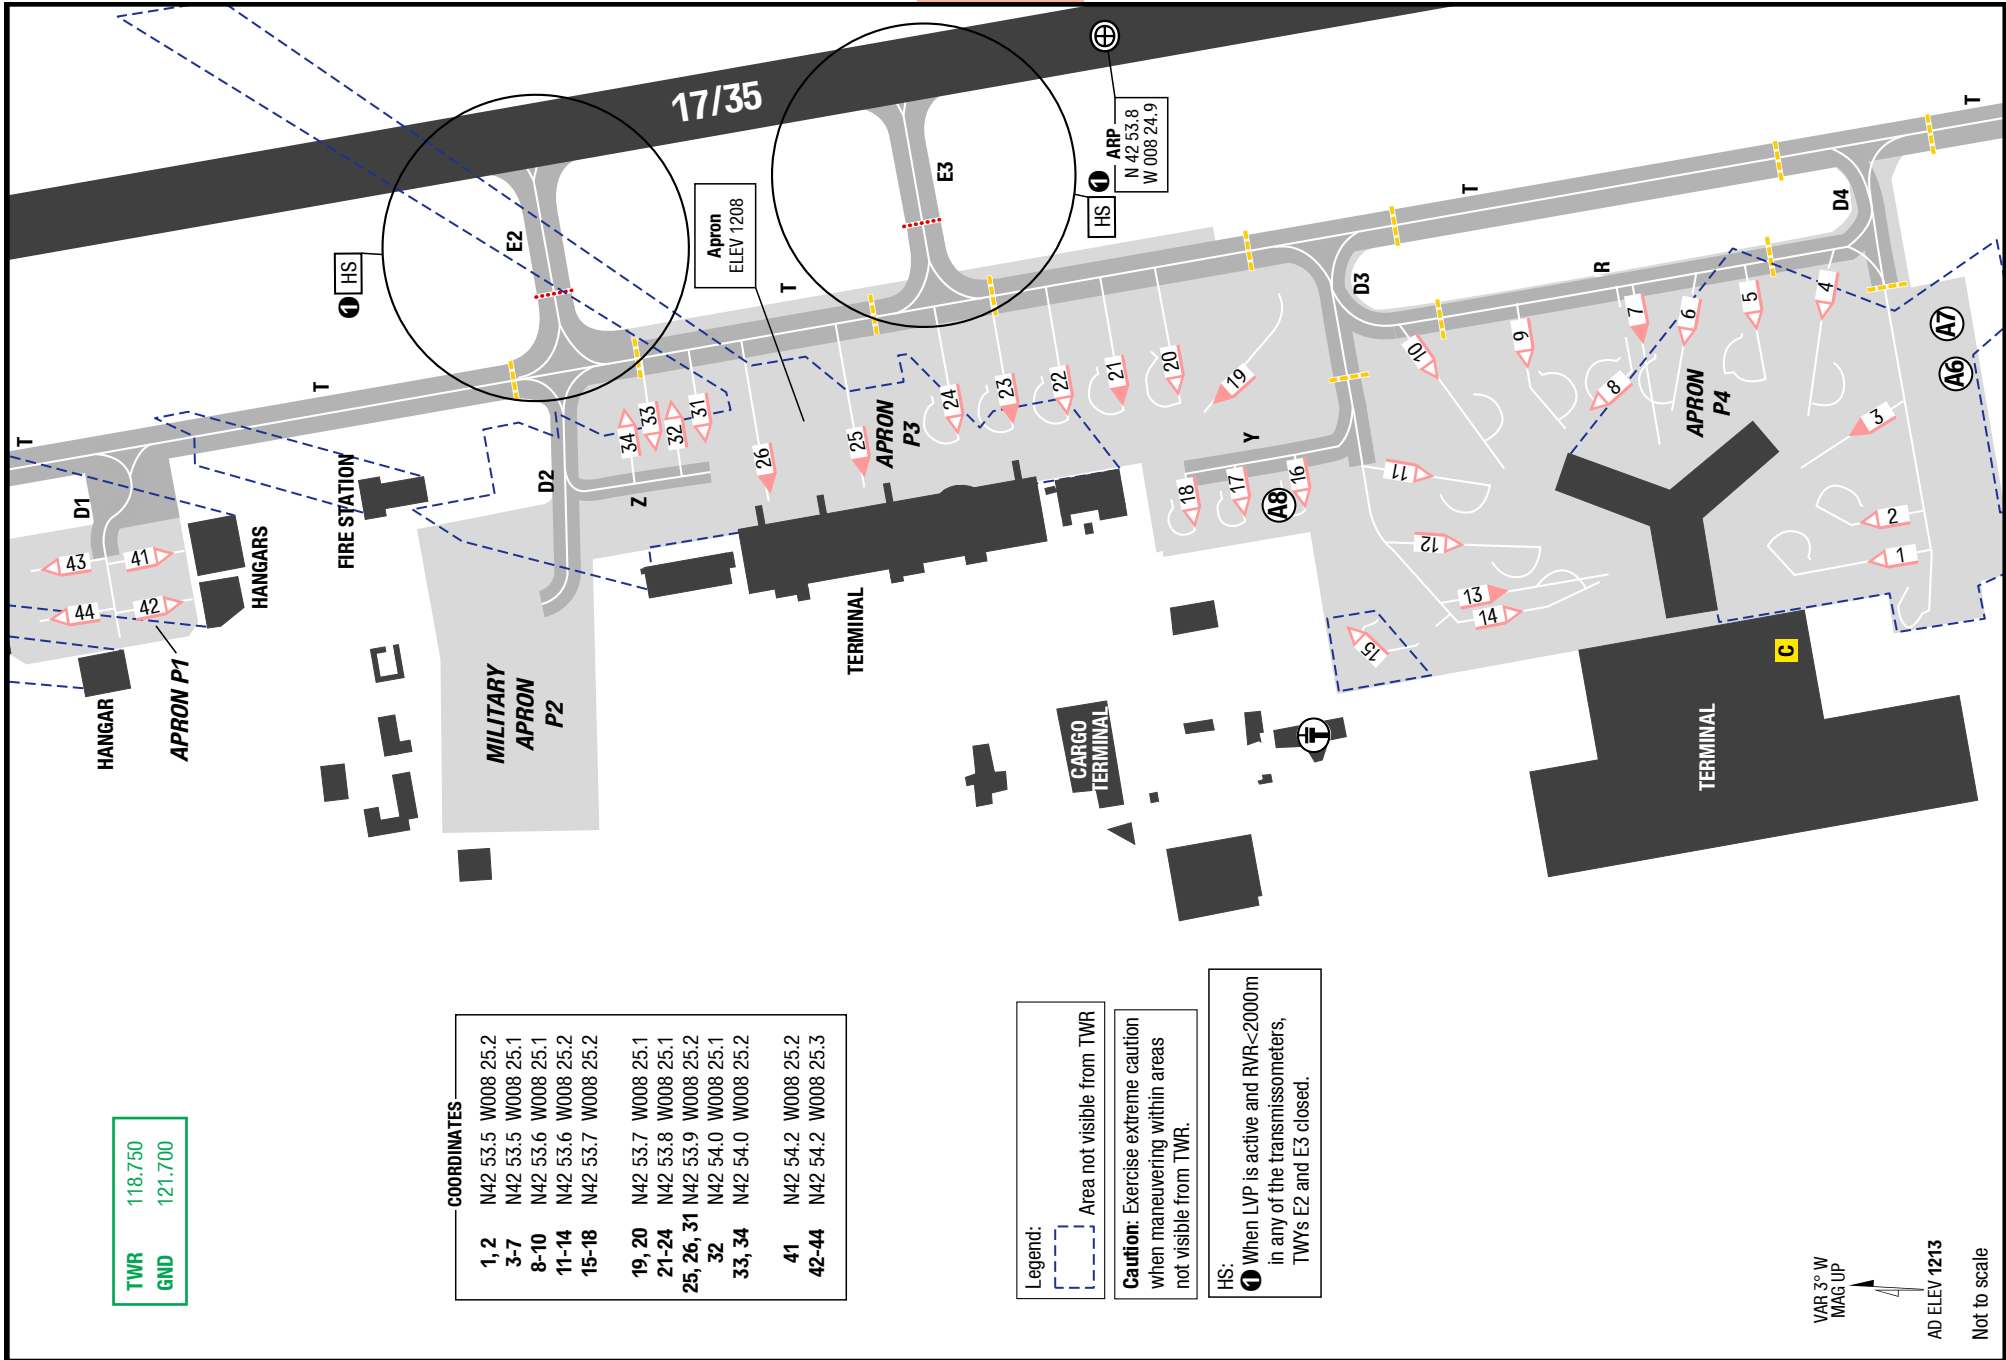 T
D1
43
41
44
42
HANGARS
HANGAR
APRON P1
T
FIRE STATION
MILITARY
APRON
P2
D2
Z
1 HS
E2
17/35
Apron
ELEV 1208
T
E3
HS 1
ARP
N 42 53.8
W 008 24.9
34
33
32
31
26
25
24
23
22
21
20
19
APRON
P3
TERMINAL
Y
18
17
16
A8
D3
T
R
D4
T
10
9
7
6
5
4
8
APRON
P4
3
A7
A6
11
12
13
14
15
2
1
C
CARGO
TERMINAL
TERMINAL
TWR 118.750
GND 121.700
COORDINATES
1, 2 N42 53.5 W008 25.2
3-7 N42 53.5 W008 25.1
8-10 N42 53.6 W008 25.1
11-14 N42 53.6 W008 25.2
15-18 N42 53.7 W008 25.2
19, 20 N42 53.7 W008 25.1
21-24 N42 53.8 W008 25.1
25, 26, 31 N42 53.9 W008 25.2
32 N42 54.0 W008 25.1
33, 34 N42 54.0 W008 25.2
41 N42 54.2 W008 25.2
42-44 N42 54.2 W008 25.3
Legend:
Area not visible from TWR
Caution: Exercise extreme caution
when maneuvering within areas
not visible from TWR.
HS:
1 When LVP is active and RVR<2000m
in any of the transmissometers,
TWYs E2 and E3 closed.
VAR 3° W
MAG UP
AD ELEV 1213
Not to scale